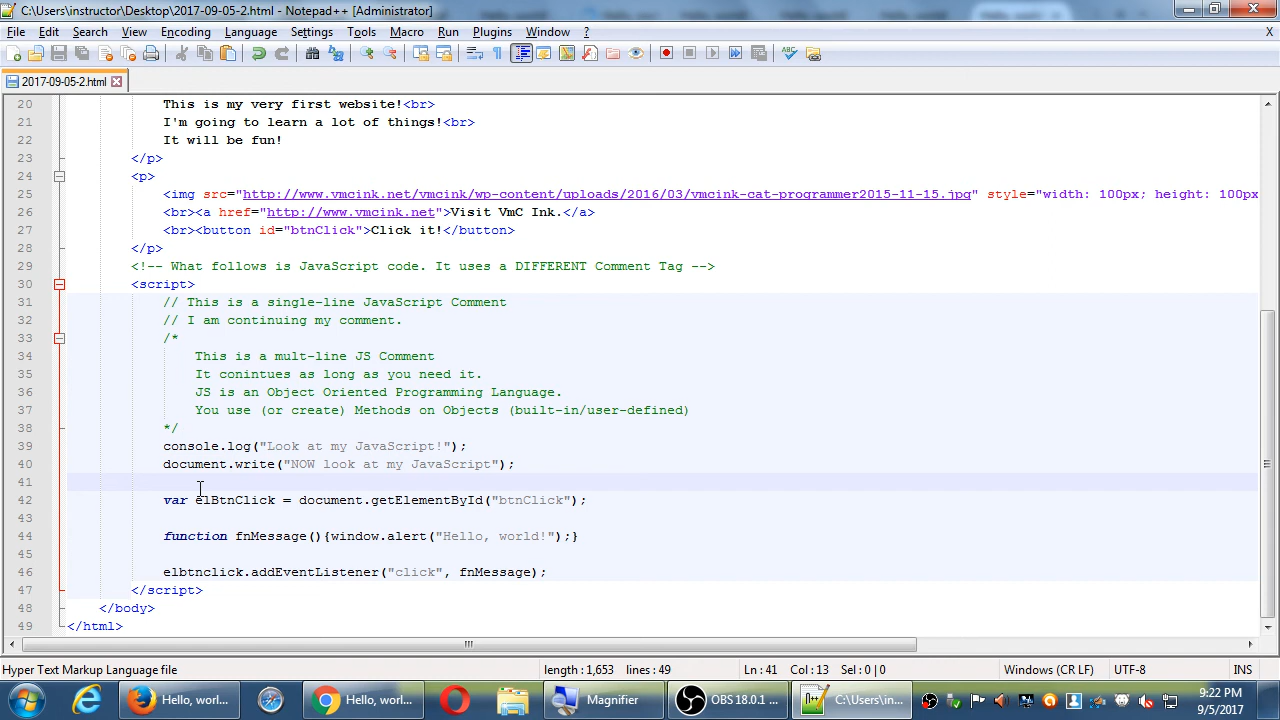 C:\Users\instructor\Desktop\2017-09-05-2.html - Notepad++ [Administrator]
File Edit Search View Encoding Language Settings Tools Macro Run Plugins Window ? X
2017-09-05-2.html
20 This is my very first website!<br>
21 I'm going to learn a lot of things!<br>
22 It will be fun!
23 </p>
24 <p>
25 <img src="http://www.vmcink.net/vmcink/wp-content/uploads/2016/03/vmcink-cat-programmer2015-11-15.jpg" style="width: 100px; height: 100px
26 <br><a href="http://www.vmcink.net">Visit VmC Ink.</a>
27 <br><button id="btnClick">Click it!</button>
28 </p>
29 <!-- What follows is JavaScript code. It uses a DIFFERENT Comment Tag -->
30 <script>
31 // This is a single-line JavaScript Comment
32 // I am continuing my comment.
33 /*
34 This is a mult-line JS Comment
35 It conintues as long as you need it.
36 JS is an Object Oriented Programming Language.
37 You use (or create) Methods on Objects (built-in/user-defined)
38 */
39 console.log("Look at my JavaScript!");
40 document.write("NOW look at my JavaScript");
41
42 var elBtnClick = document.getElementById("btnClick");
43
44 function fnMessage(){window.alert("Hello, world!");}
45
46 elbtnclick.addEventListener("click", fnMessage);
47 </script>
48 </body>
49 </html>
Hyper Text Markup Language file length : 1,653 lines : 49 Ln : 41 Col : 13 Sel : 0 | 0 Windows (CR LF) UTF-8 INS
Hello, worl... Hello, worl... Magnifier OBS 18.0.1 ... C:\Users\in... 9:22 PM
9/5/2017